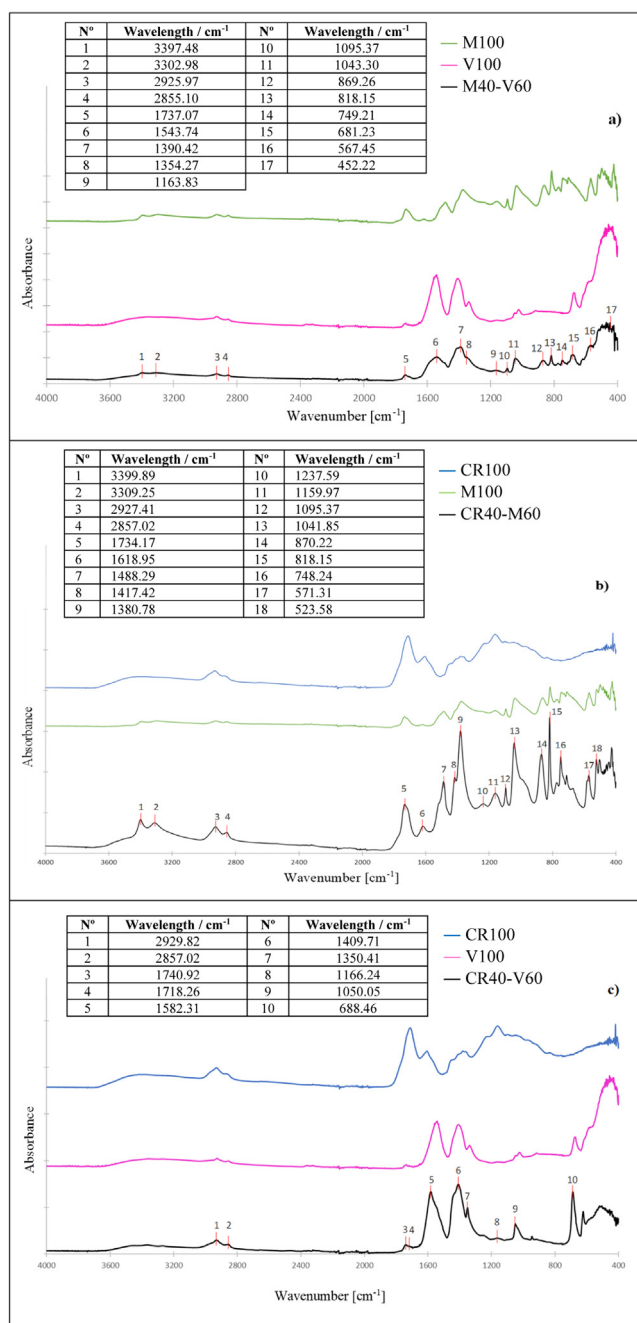 Nº Wavelength / cm-1 Nº Wavelength / cm-1
1 3397.48 10 1095.37
2 3302.98 11 1043.30
3 2925.97 12 869.26
4 2855.10 13 818.15
5 1737.07 14 749.21
6 1543.74 15 681.23
7 1390.42 16 567.45
8 1354.27 17 452.22
9 1163.83
M100
V100
M40-V60
a)
Absorbance
1 2 3 4 5 6 7 8 9 10 11 12 13 14 15 16 17
4000 3600 3200 2800 2400 2000 1600 1200 800 400
Wavenumber [cm-1]
Nº Wavelength / cm-1 Nº Wavelength / cm-1
1 3399.89 10 1237.59
2 3309.25 11 1159.97
3 2927.41 12 1095.37
4 2857.02 13 1041.85
5 1734.17 14 870.22
6 1618.95 15 818.15
7 1488.29 16 748.24
8 1417.42 17 571.31
9 1380.78 18 523.58
CR100
M100
CR40-M60
b)
Absorbance
1 2 3 4 5 6 7 8 9 10 11 12 13 14 15 16 17 18
4000 3600 3200 2800 2400 2000 1600 1200 800 400
Wavenumber [cm-1]
Nº Wavelength / cm-1 Nº Wavelength / cm-1
1 2929.82 6 1409.71
2 2857.02 7 1350.41
3 1740.92 8 1166.24
4 1718.26 9 1050.05
5 1582.31 10 688.46
CR100
V100
CR40-V60
c)
Absorbance
1 2 3 4 5 6 7 8 9 10
4000 3600 3200 2800 2400 2000 1600 1200 800 400
Wavenumber [cm-1]